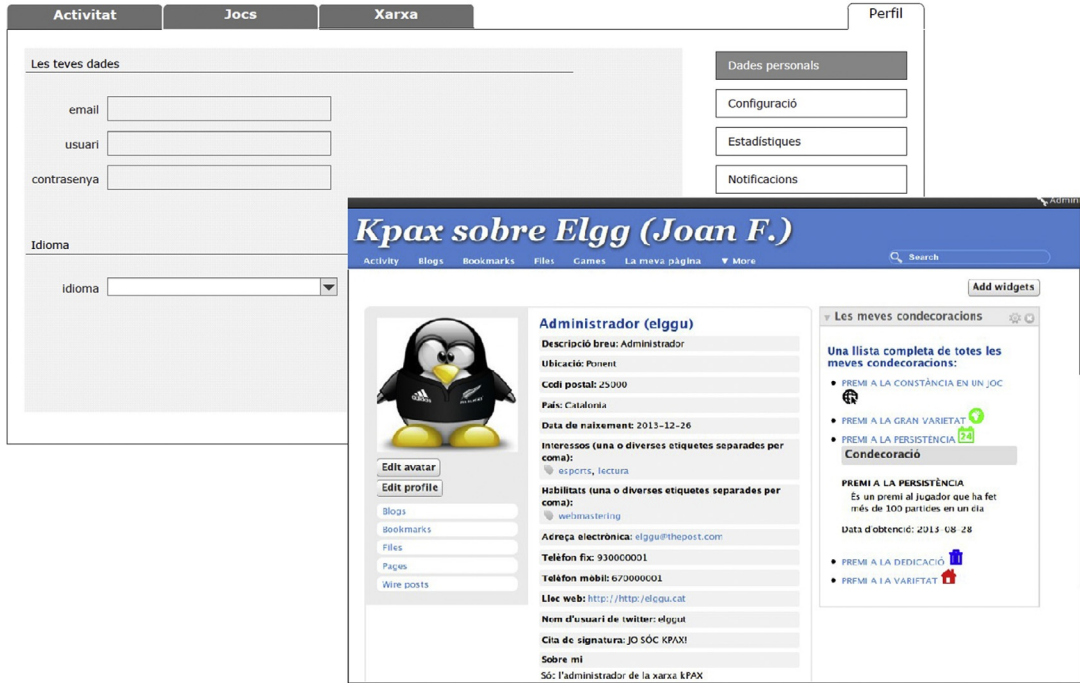 Activitat
Jocs
Xarxa
Perfil
Les teves dades
email
usuari
contrasenya
Idioma
idioma
Dades personals
Configuració
Estadístiques
Notificacions
Admin
Kpax sobre Elgg (Joan F.)
Activity Blogs Bookmarks Files Games La meva pàgina ▼ More
Search
Add widgets
Edit avatar
Edit profile
Blogs
Bookmarks
Files
Pages
Wire posts
Administrador (elggu)
Descripció breu: Administrador
Ubicació: Ponent
Codi postal: 25000
País: Catalonia
Data de naixement: 2013-12-26
Interessos (una o diverses etiquetes separades per
coma):
esports, lectura
Habilitats (una o diverses etiquetes separades per
coma):
webmastering
Adreça electrònica: elggu@thepost.com
Telèfon fix: 930000001
Telèfon mòbil: 670000001
Lloc web: http://http:/elggu.cat
Nom d'usuari de twitter: elggut
Cita de signatura: JO SÓC KPAX!
Sobre mi
Sóc l'administrador de la xarxa kPAX
Les meves condecoracions
Una llista completa de totes les
meves condecoracions:
PREMI A LA CONSTÀNCIA EN UN JOC
PREMI A LA GRAN VARIETAT
PREMI A LA PERSISTÈNCIA 24
Condecoració
PREMI A LA PERSISTÈNCIA
És un premi al jugador que ha fet
més de 100 partides en un dia
Data d'obtenció: 2013-08-28
PREMI A LA DEDICACIÓ
PREMI A LA VARIETAT